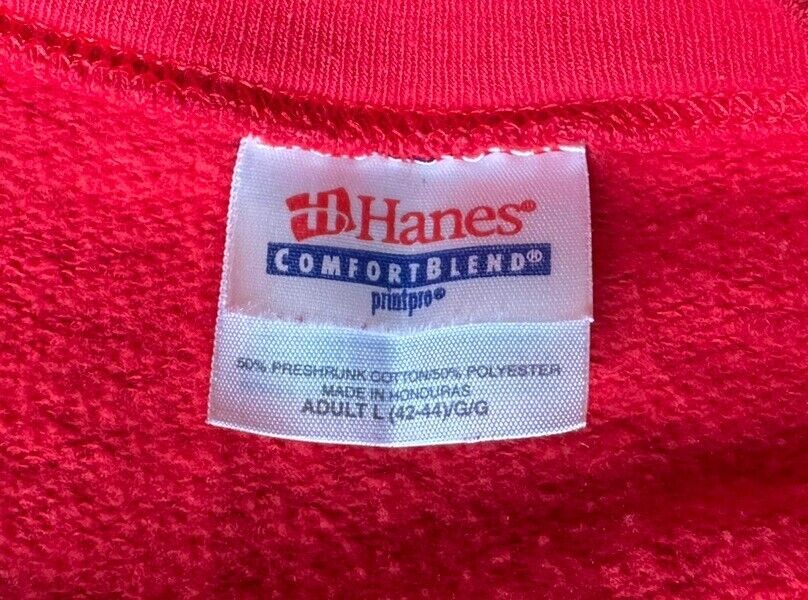 Hanes®
COMFORTBLEND®
printpro®
50% PRESHRUNK COTTON/50% POLYESTER
MADE IN HONDURAS
ADULT L (42-44)/G/G